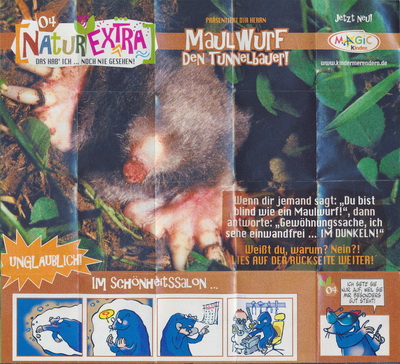 04
NATUR EXTRA
DAS HAB' ICH ... NOCH NIE GESEHEN!
PRÄSENTIERT DIR HERRN
MAULWURF
DEN TUNNELBAUER!
Jetzt Neu!
MAGIC
Kinder
www.kindermerendero.de
Wenn dir jemand sagt: „Du bist
blind wie ein Maulwurf!“, dann
antworte: „Gewöhnungssache, ich
sehe einwandfrei ... IM DUNKELN!“
Weißt du, warum? Nein?!
LIES AUF DER RÜCKSEITE WEITER!
UNGLAUBLICH!
IM SCHÖNHEITSSALON ...
04
ICH SETZ' SIE
NUR AUF, WEIL SIE
MIR BESONDERS
GUT STEHT!